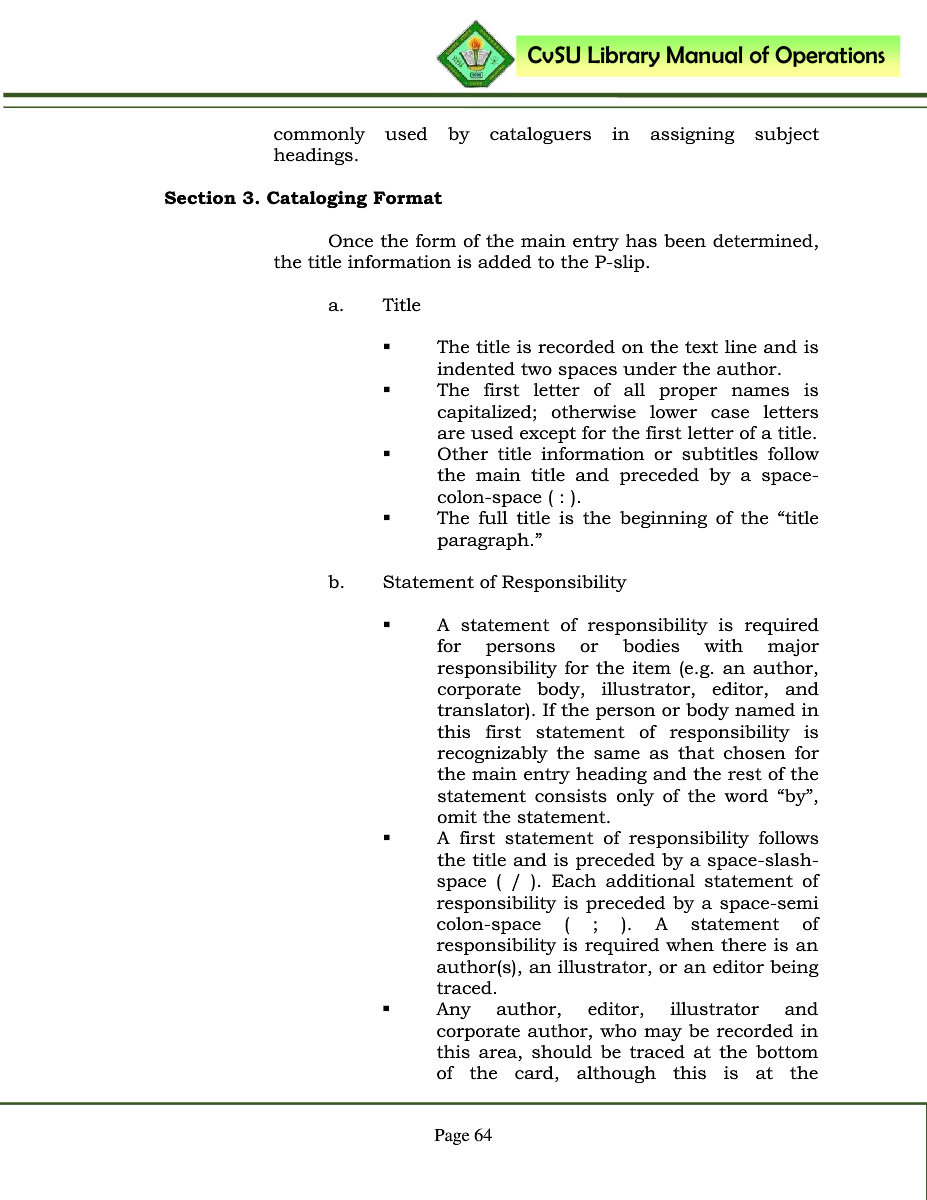 CvSU Library Manual of Operations
commonly used by cataloguers in assigning subject
headings.
Section 3. Cataloging Format
Once the form of the main entry has been determined,
the title information is added to the P-slip.
a. Title
▪ The title is recorded on the text line and is
indented two spaces under the author.
▪ The first letter of all proper names is
capitalized; otherwise lower case letters
are used except for the first letter of a title.
▪ Other title information or subtitles follow
the main title and preceded by a space-
colon-space ( : ).
▪ The full title is the beginning of the “title
paragraph.”
b. Statement of Responsibility
▪ A statement of responsibility is required
for persons or bodies with major
responsibility for the item (e.g. an author,
corporate body, illustrator, editor, and
translator). If the person or body named in
this first statement of responsibility is
recognizably the same as that chosen for
the main entry heading and the rest of the
statement consists only of the word “by”,
omit the statement.
▪ A first statement of responsibility follows
the title and is preceded by a space-slash-
space ( / ). Each additional statement of
responsibility is preceded by a space-semi
colon-space ( ; ). A statement of
responsibility is required when there is an
author(s), an illustrator, or an editor being
traced.
▪ Any author, editor, illustrator and
corporate author, who may be recorded in
this area, should be traced at the bottom
of the card, although this is at the
Page 64